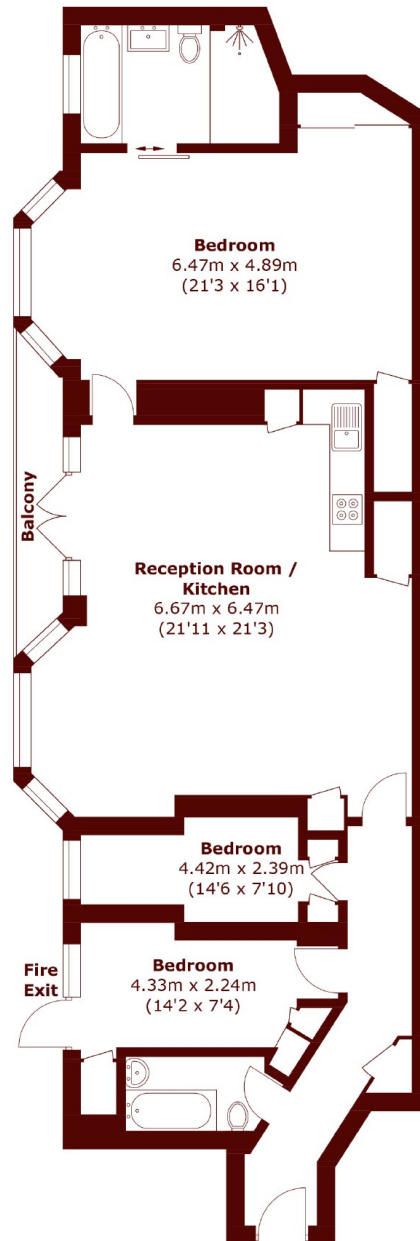 Bedroom
6.47m x 4.89m
(21'3 x 16'1)
Balcony
Reception Room /
Kitchen
6.67m x 6.47m
(21'11 x 21'3)
Bedroom
4.42m x 2.39m
(14'6 x 7'10)
Fire
Exit
Bedroom
4.33m x 2.24m
(14'2 x 7'4)